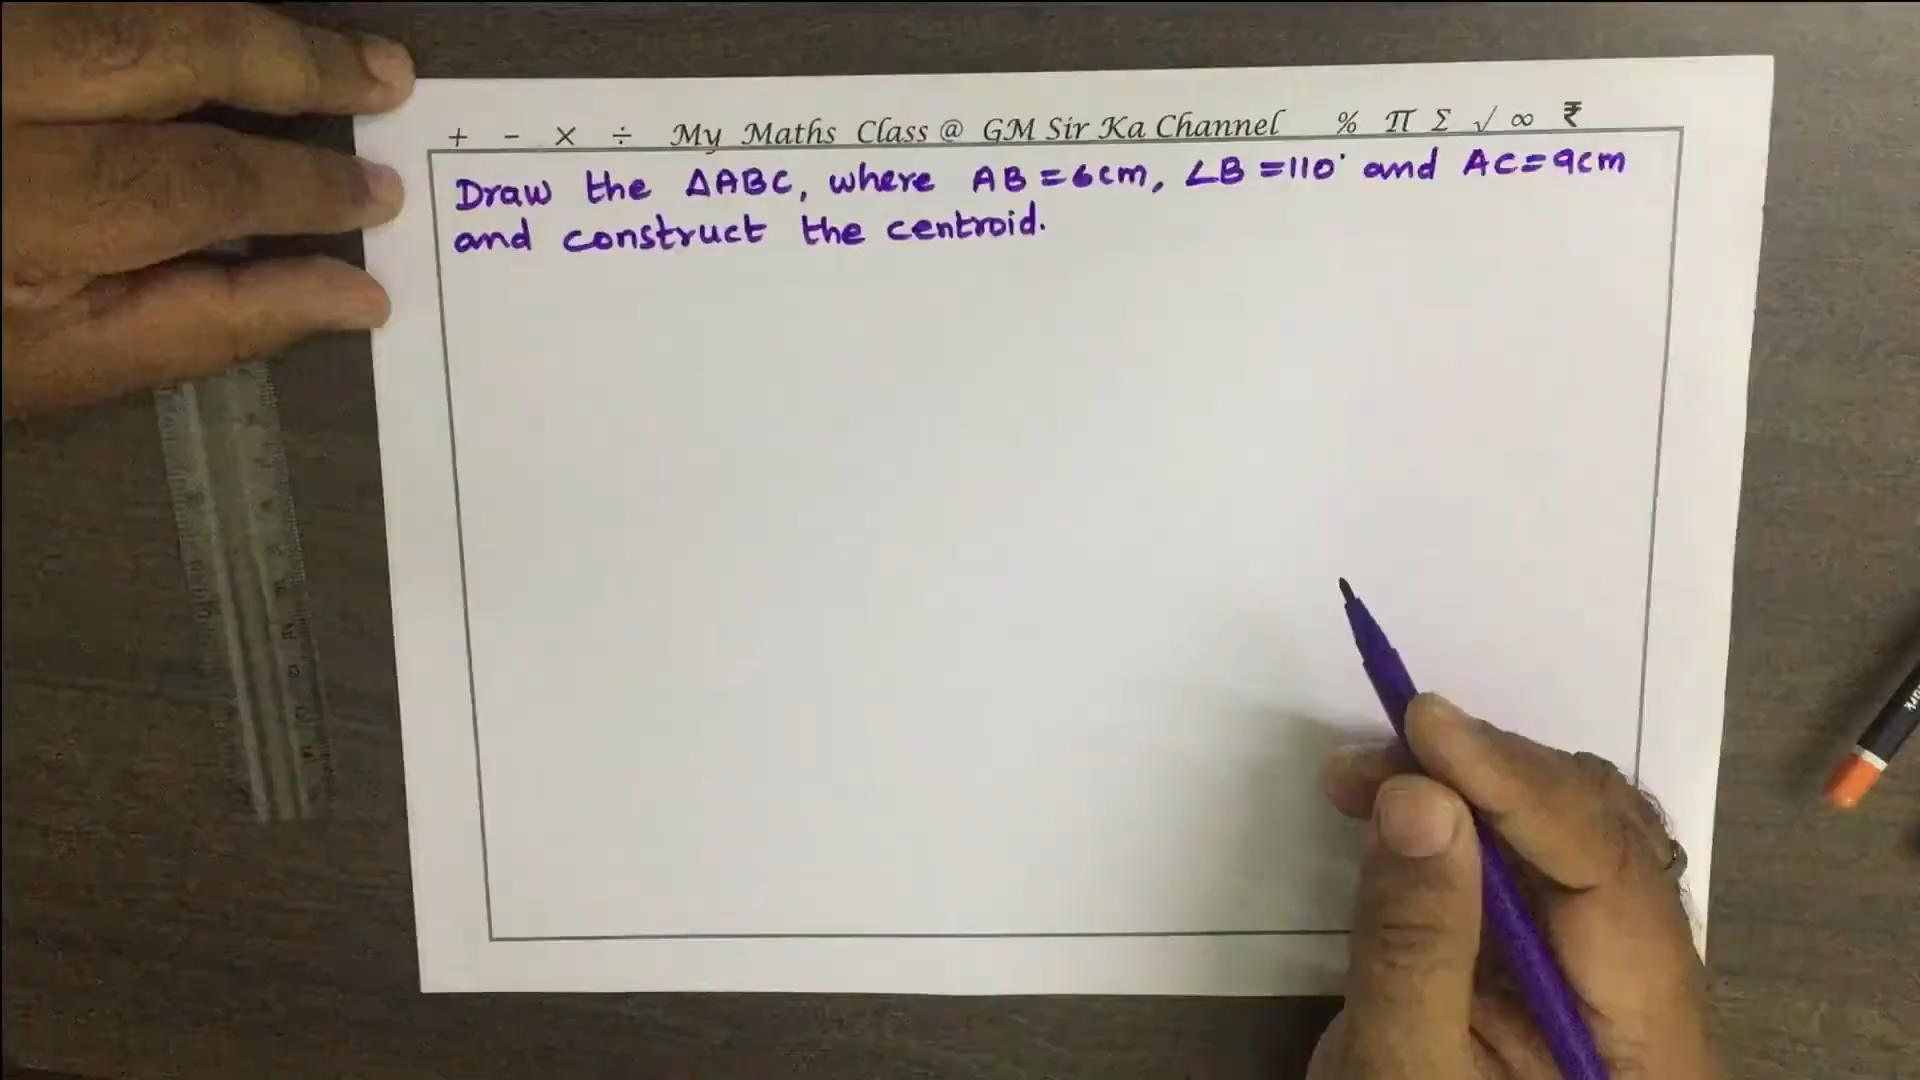 + - × ÷ My Maths Class @ GM Sir Ka Channel % Π Σ √ ∞ ₹
Draw the ΔABC, where AB = 6cm, ∠B = 110° and AC = 9cm
and construct the centroid.